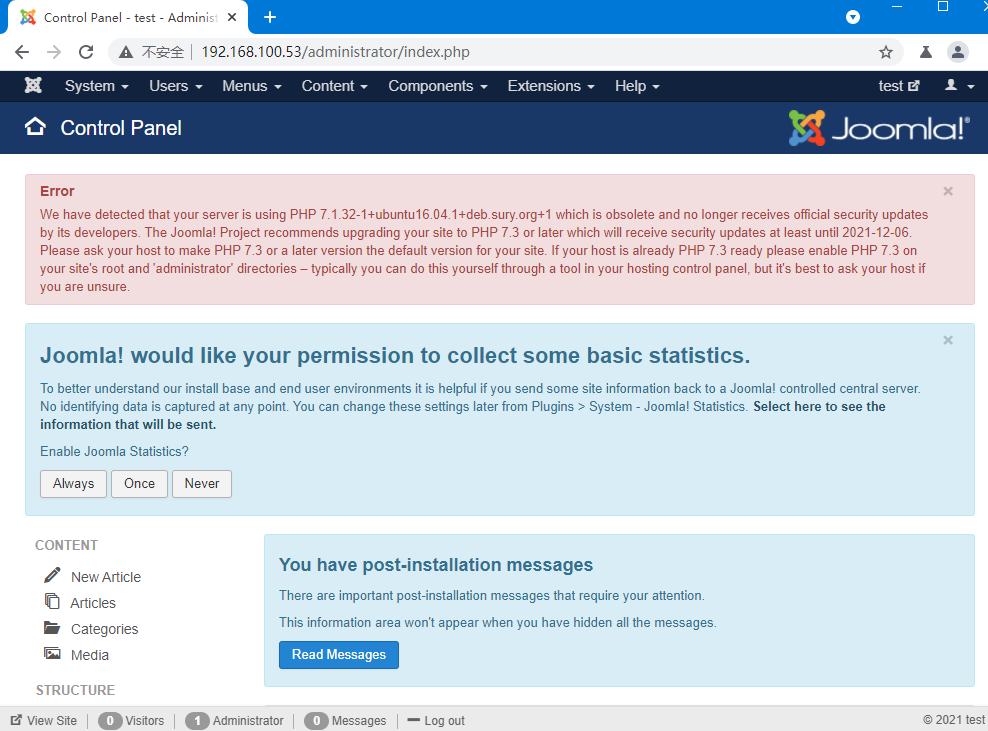 Control Panel - test - Administ
不安全 192.168.100.53/administrator/index.php
System Users Menus Content Components Extensions Help test
Control Panel Joomla!®
Error
We have detected that your server is using PHP 7.1.32-1+ubuntu16.04.1+deb.sury.org+1 which is obsolete and no longer receives official security updates
by its developers. The Joomla! Project recommends upgrading your site to PHP 7.3 or later which will receive security updates at least until 2021-12-06.
Please ask your host to make PHP 7.3 or a later version the default version for your site. If your host is already PHP 7.3 ready please enable PHP 7.3 on
your site's root and 'administrator' directories – typically you can do this yourself through a tool in your hosting control panel, but it's best to ask your host if
you are unsure.
Joomla! would like your permission to collect some basic statistics.
To better understand our install base and end user environments it is helpful if you send some site information back to a Joomla! controlled central server.
No identifying data is captured at any point. You can change these settings later from Plugins > System - Joomla! Statistics. Select here to see the
information that will be sent.
Enable Joomla Statistics?
Always Once Never
CONTENT
New Article
Articles
Categories
Media
STRUCTURE
You have post-installation messages
There are important post-installation messages that require your attention.
This information area won't appear when you have hidden all the messages.
Read Messages
View Site 0 Visitors 1 Administrator 0 Messages Log out © 2021 test